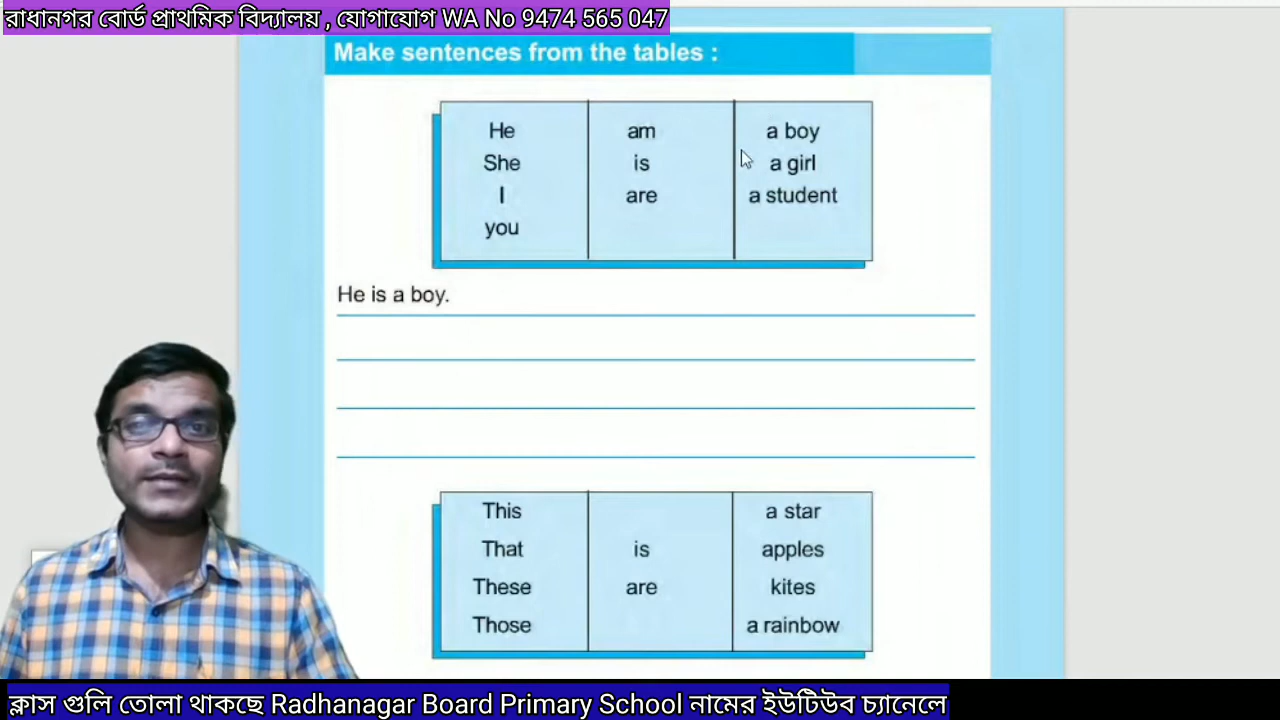 রাধানগর বোর্ড প্রাথমিক বিদ্যালয় , যোগাযোগ WA No 9474 565 047
Make sentences from the tables :
He am a boy
She is a girl
I are a student
you
He is a boy.
This a star
That is apples
These are kites
Those a rainbow
ক্লাস গুলি তোলা থাকছে Radhanagar Board Primary School নামের ইউটিউব চ্যানেলে